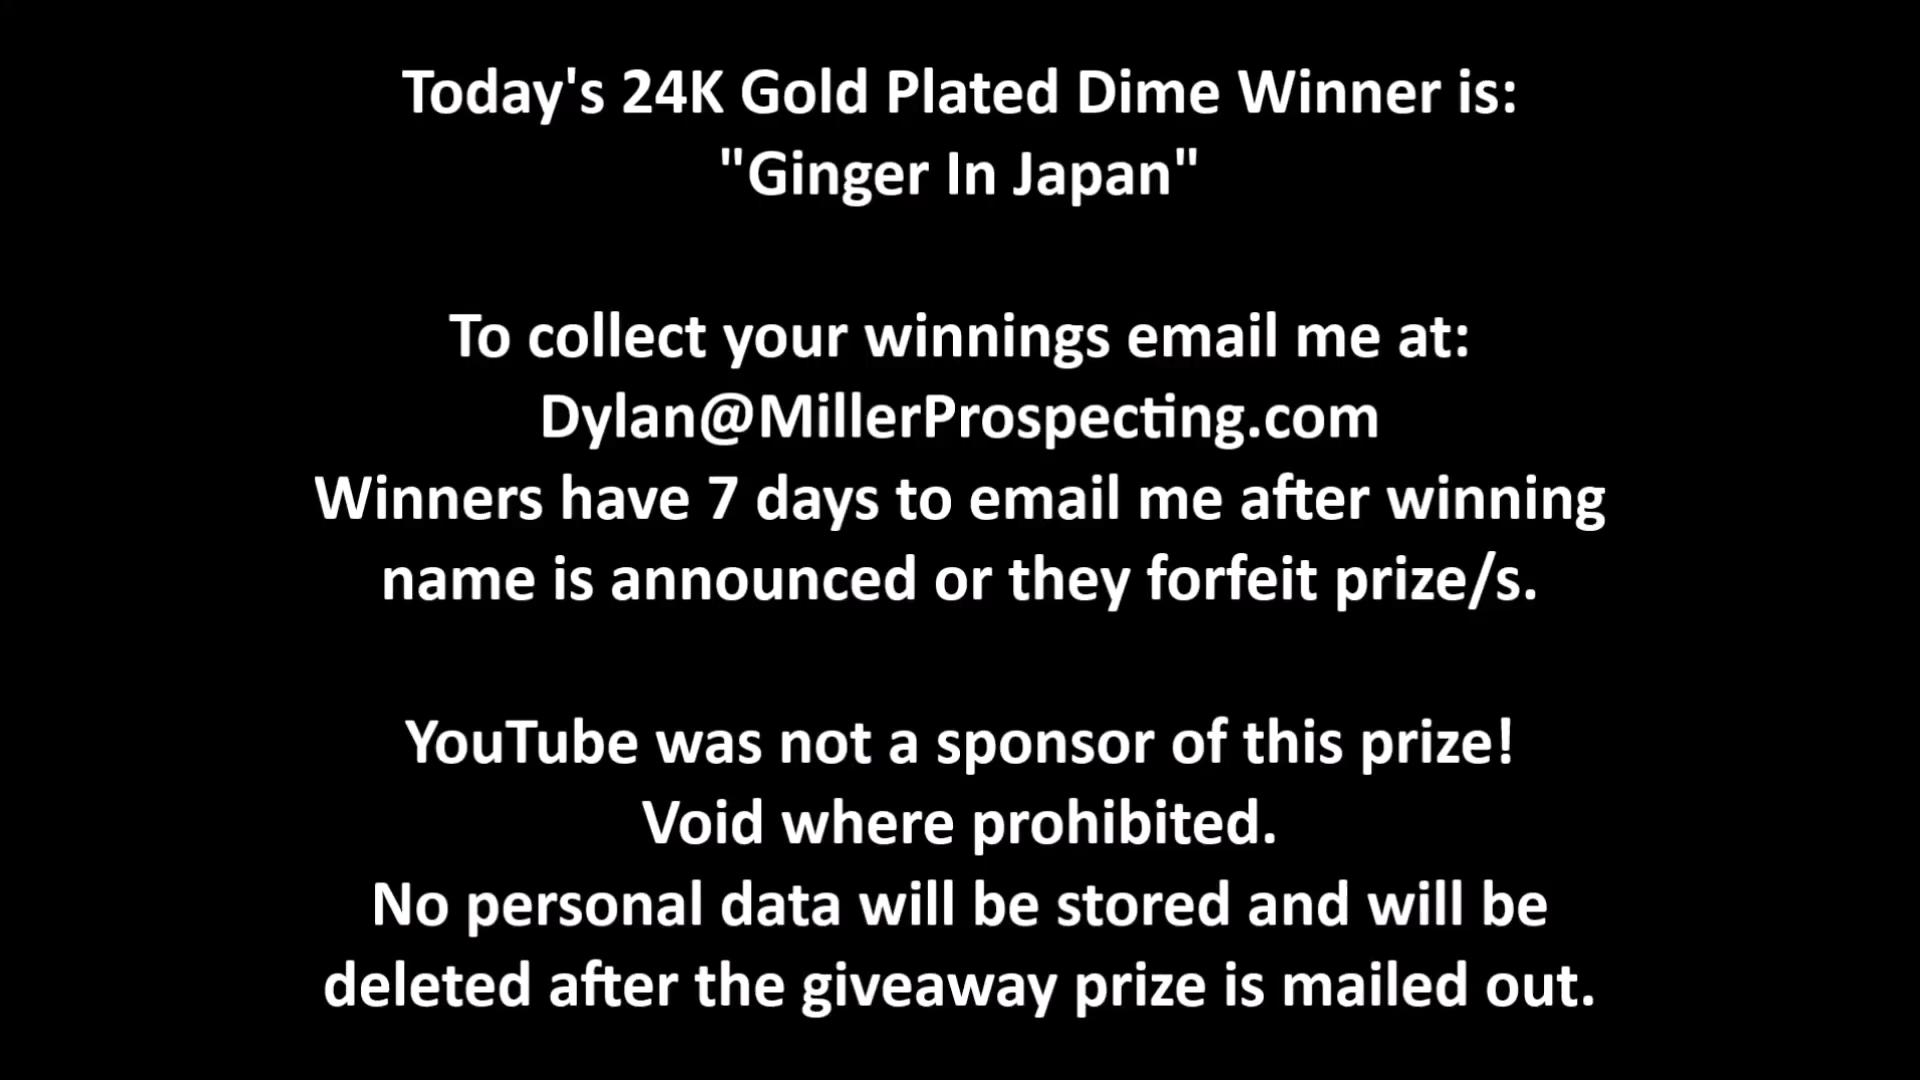 Today's 24K Gold Plated Dime Winner is:
"Ginger In Japan"
To collect your winnings email me at:
Dylan@MillerProspecting.com
Winners have 7 days to email me after winning
name is announced or they forfeit prize/s.
YouTube was not a sponsor of this prize!
Void where prohibited.
No personal data will be stored and will be
deleted after the giveaway prize is mailed out.